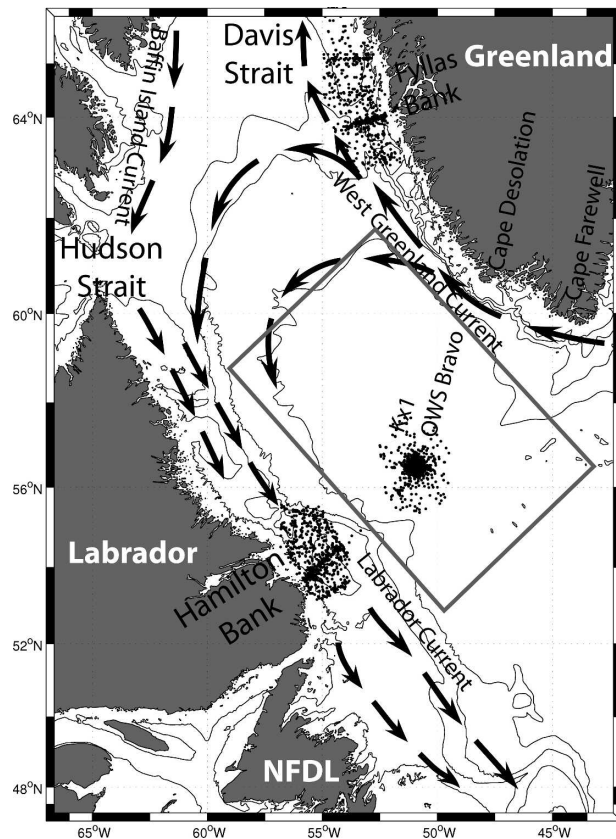 Davis
Strait
Greenland
Fyllas
Bank
Baffin Island Current
64°N
Cape Desolation
Cape Farewell
West Greenland Current
Hudson
Strait
60°N
OWS Bravo
Kx1
56°N
Labrador
Hamilton
Bank
Labrador Current
52°N
NFDL
48°N
65°W
60°W
55°W
50°W
45°W